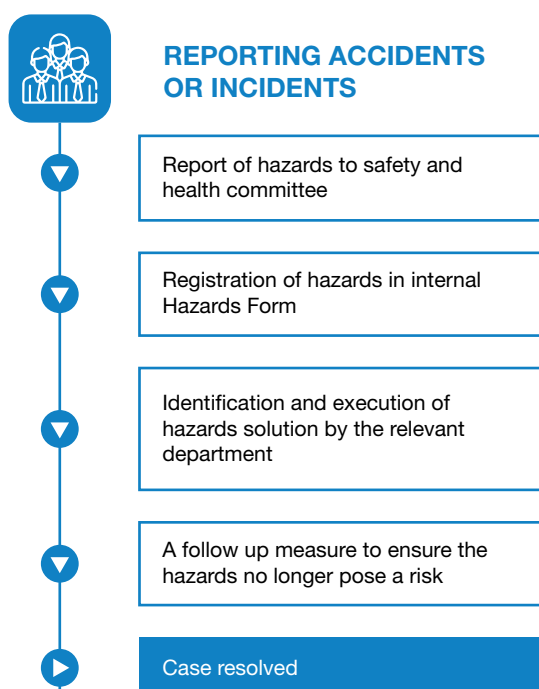 REPORTING ACCIDENTS
OR INCIDENTS
Report of hazards to safety and
health committee
Registration of hazards in internal
Hazards Form
Identification and execution of
hazards solution by the relevant
department
A follow up measure to ensure the
hazards no longer pose a risk
Case resolved